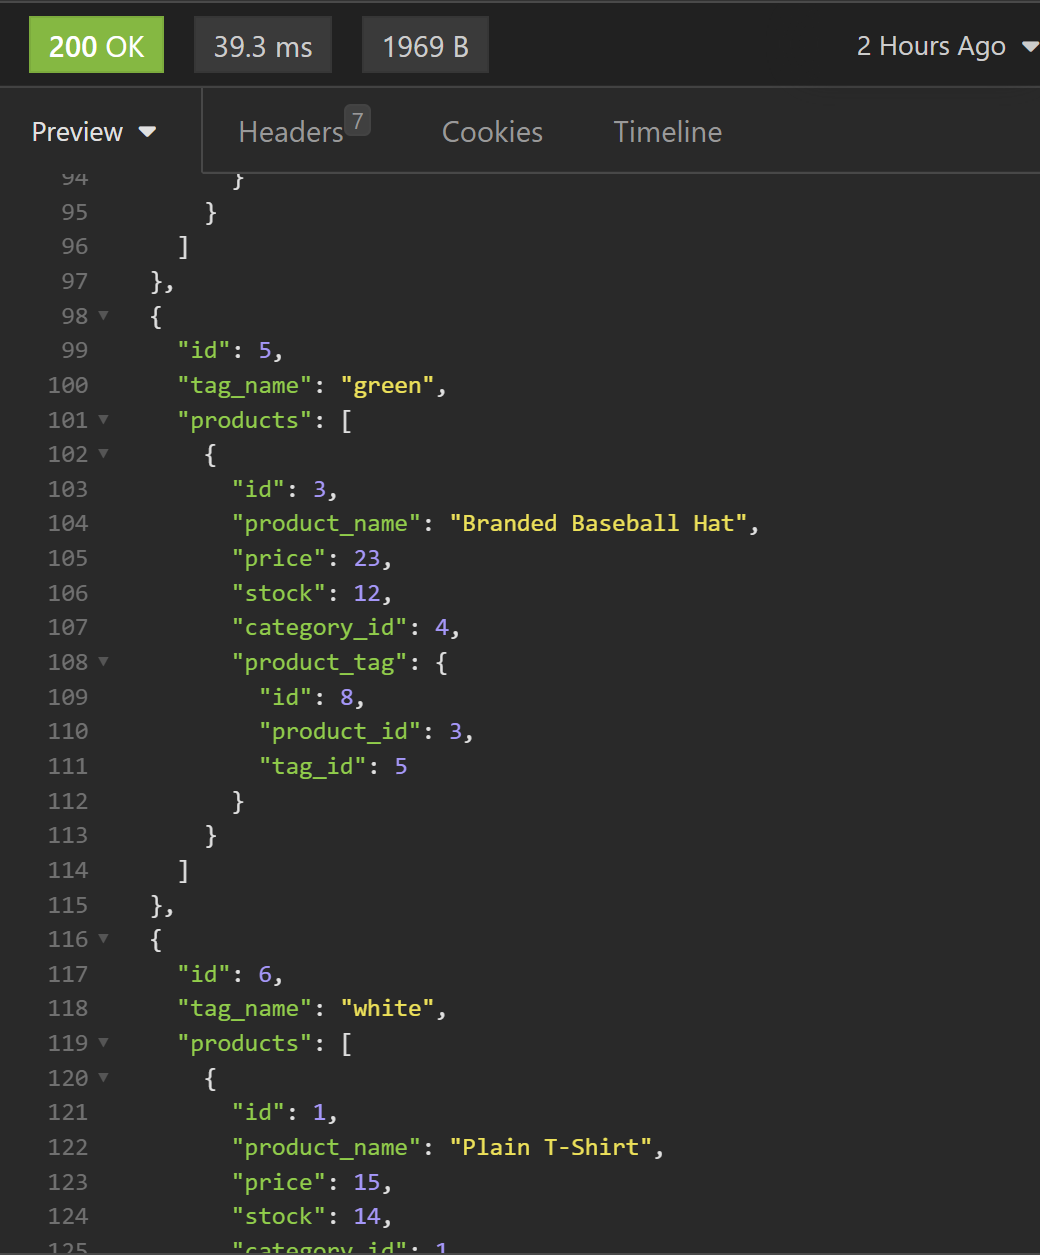 200 OK 39.3 ms 1969 B 2 Hours Ago
Preview Headers 7 Cookies Timeline
94 }
95 }
96 ]
97 },
98 {
99 "id": 5,
100 "tag_name": "green",
101 "products": [
102 {
103 "id": 3,
104 "product_name": "Branded Baseball Hat",
105 "price": 23,
106 "stock": 12,
107 "category_id": 4,
108 "product_tag": {
109 "id": 8,
110 "product_id": 3,
111 "tag_id": 5
112 }
113 }
114 ]
115 },
116 {
117 "id": 6,
118 "tag_name": "white",
119 "products": [
120 {
121 "id": 1,
122 "product_name": "Plain T-Shirt",
123 "price": 15,
124 "stock": 14,
125 "category_id": 1